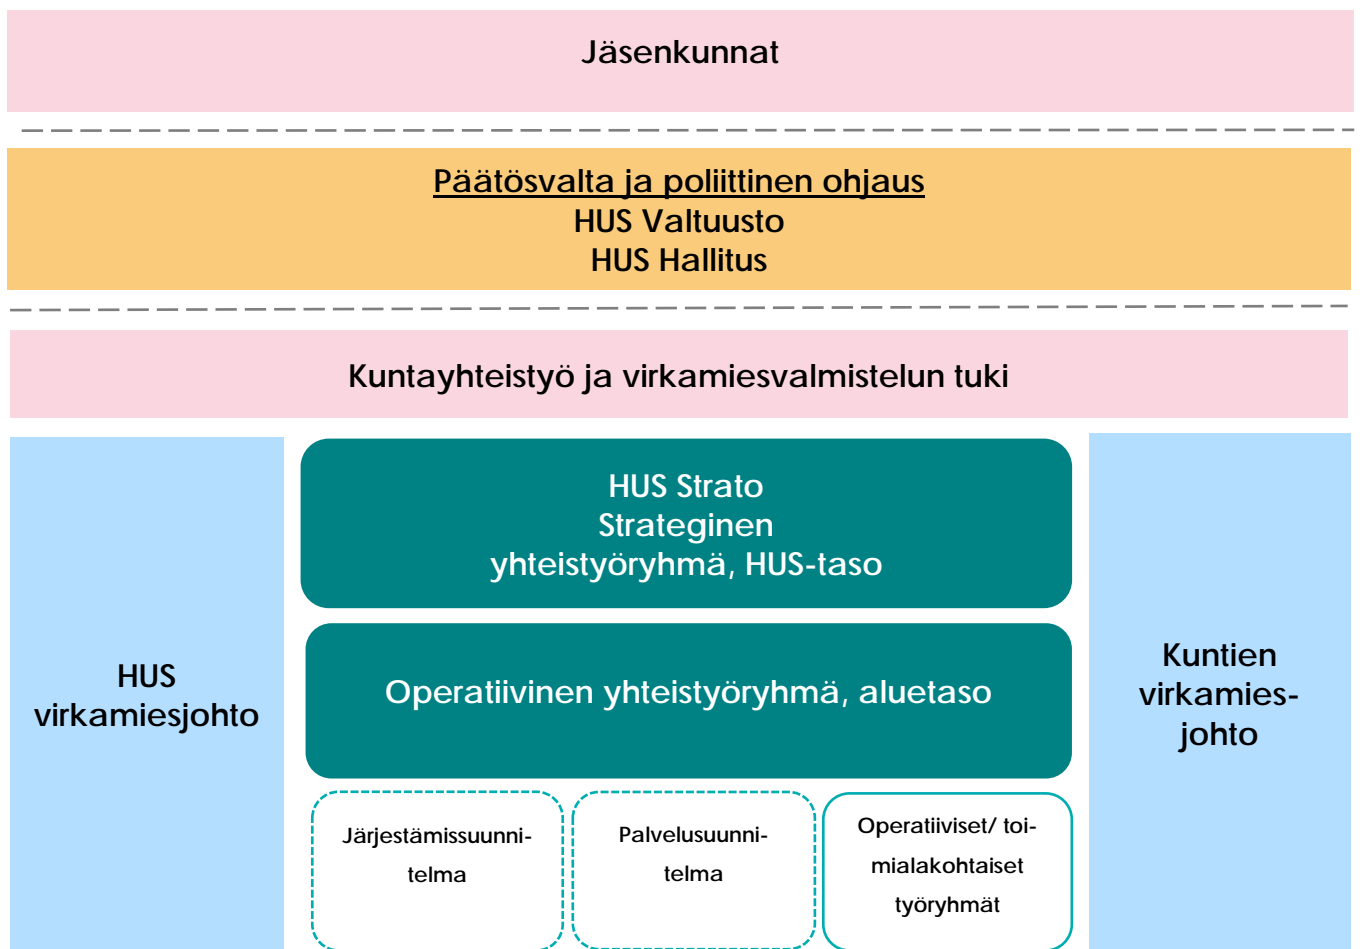 Jäsenkunnat
Päätösvalta ja poliittinen ohjaus
HUS Valtuusto
HUS Hallitus
Kuntayhteistyö ja virkamiesvalmistelun tuki
HUS
virkamiesjohto
HUS Strato
Strateginen
yhteistyöryhmä, HUS-taso
Operatiivinen yhteistyöryhmä, aluetaso
Järjestämissuunni-
telma
Palvelusuunni-
telma
Operatiiviset/ toi-
mialakohtaiset
työryhmät
Kuntien
virkamies-
johto